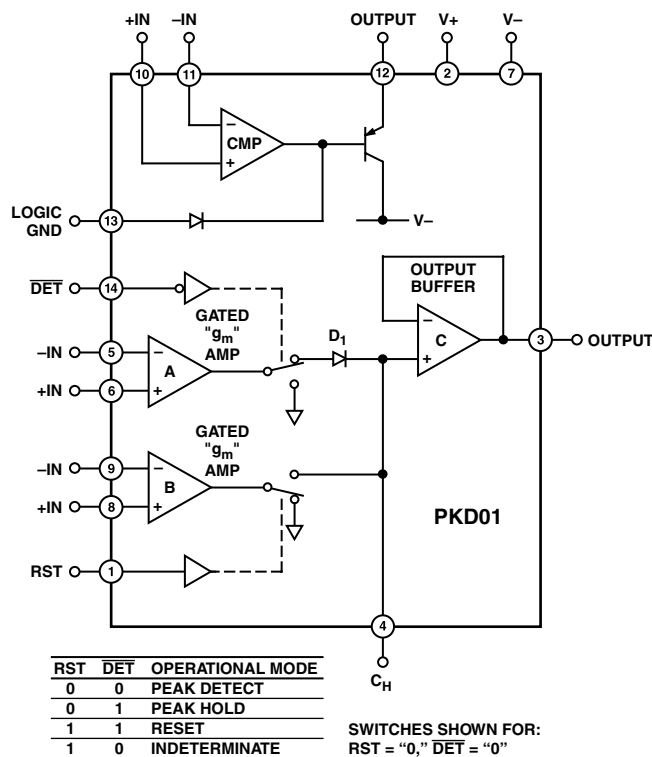 +IN –IN OUTPUT V+ V–
10 11 12 2 7
–
CMP
+
LOGIC
GND
13
V–
DET
14
OUTPUT
BUFFER
GATED
"gm"
AMP
D1
–
C
+
3
OUTPUT
–IN 5 –
A
+IN 6 +
GATED
"gm"
AMP
–IN 9 –
B
+IN 8 +
PKD01
RST 1
4
CH
RST DET OPERATIONAL MODE
0 0 PEAK DETECT
0 1 PEAK HOLD
1 1 RESET
1 0 INDETERMINATE
SWITCHES SHOWN FOR:
RST = “0,” DET = “0”